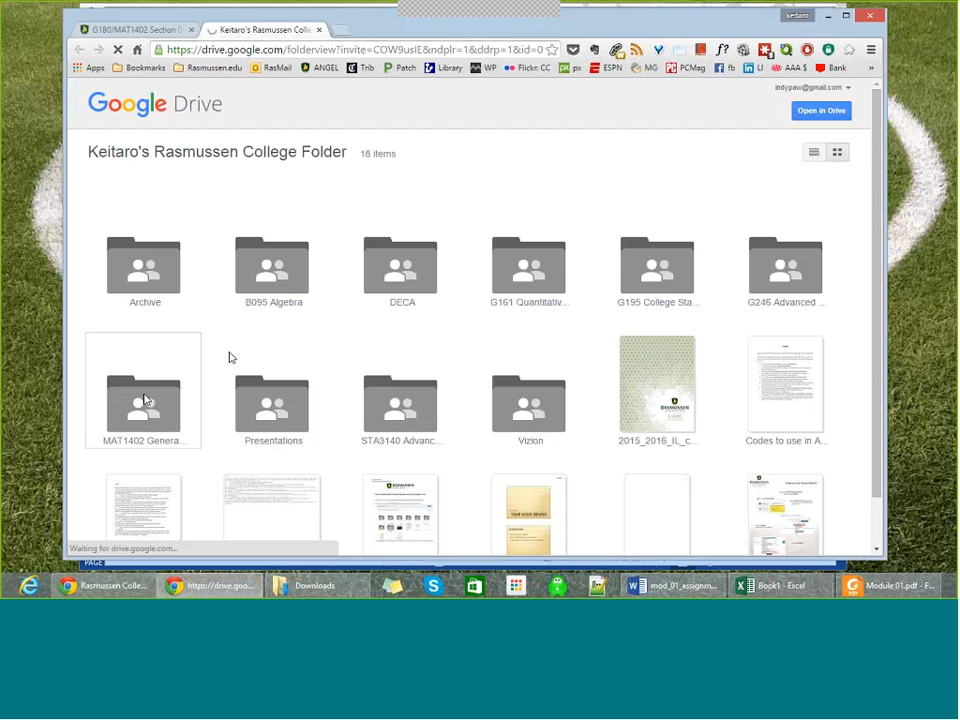 keitaro
G180/MAT1402 Section D
Keitaro's Rasmussen Colle
https://drive.google.com/folderview?invite=COW9uslE&ndplr=1&ddrp=1&id=0
Apps Bookmarks Rasmussen.edu RasMail ANGEL Trib Patch Library WP Flickr: CC px ESPN MG PCMag fb LI AAA $ Bank »
indypaw@gmail.com
Google Drive
Open in Drive
Keitaro's Rasmussen College Folder 18 items
Archive B095 Algebra DECA G161 Quantitativ... G195 College Sta... G246 Advanced ...
RASMUSSEN
MAT1402 Genera... Presentations STA3140 Advanc... Vizion 2015_2016_IL_c... Codes to use in A...
Waiting for drive.google.com...
PAGE
Rasmussen Colle... https://drive.goo... Downloads mod_01_assignm... Book1 - Excel Module 01.pdf - F...